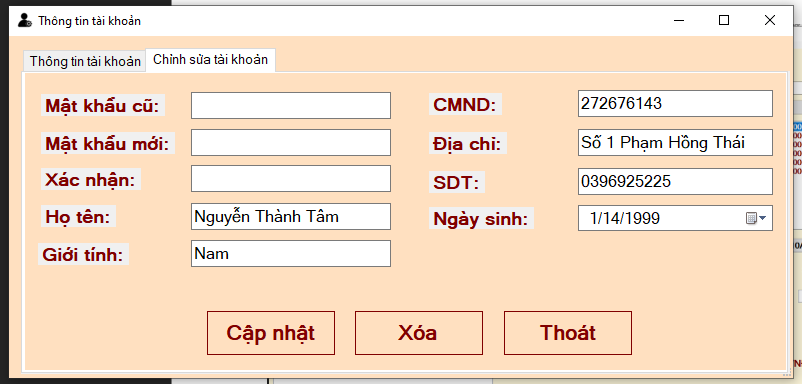 Thông tin tài khoản
Thông tin tài khoản
Chỉnh sửa tài khoản
Mật khẩu cũ:
Mật khẩu mới:
Xác nhận:
Họ tên: Nguyễn Thành Tâm
Giới tính: Nam
CMND: 272676143
Địa chỉ: Số 1 Phạm Hồng Thái
SDT: 0396925225
Ngày sinh: 1/14/1999
Cập nhật
Xóa
Thoát